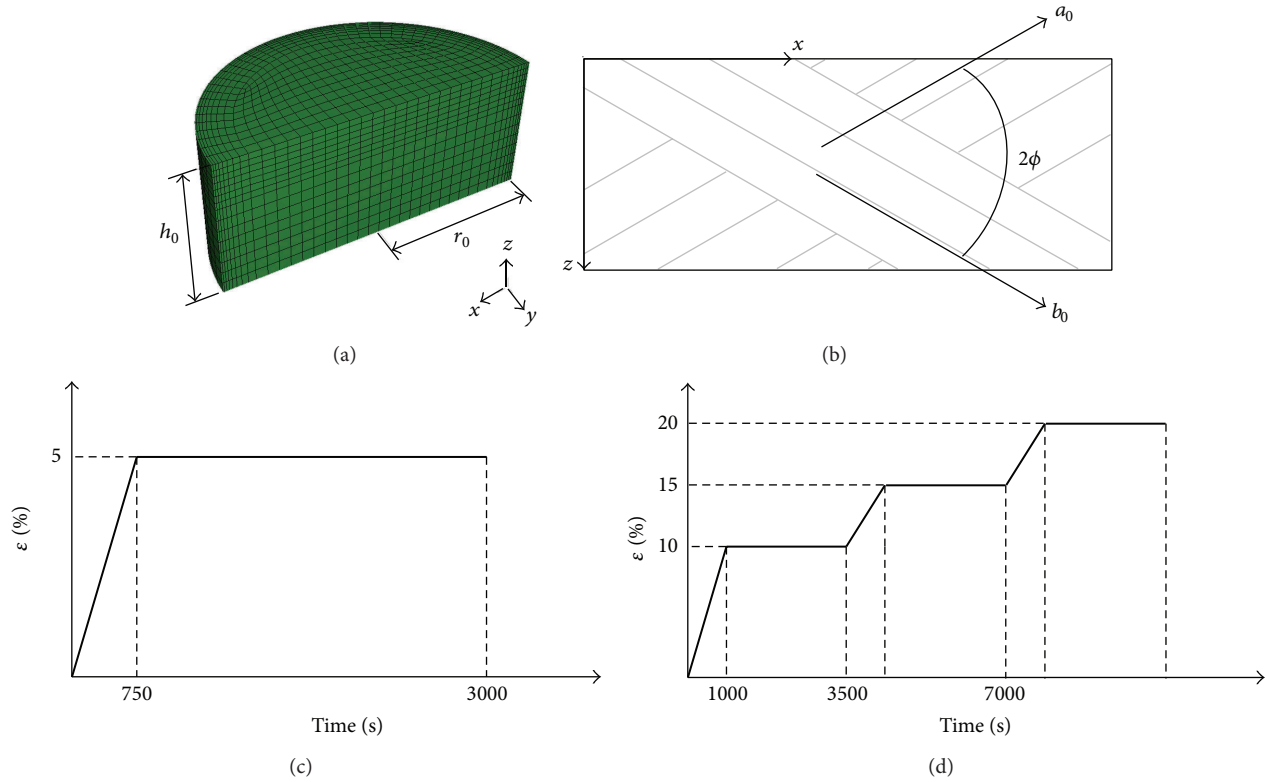 h₀
r₀
z
x
y
(a)
x
z
a₀
b₀
2ϕ
(b)
ε (%)
5
750
3000
Time (s)
(c)
ε (%)
20
15
10
1000
3500
7000
Time (s)
(d)